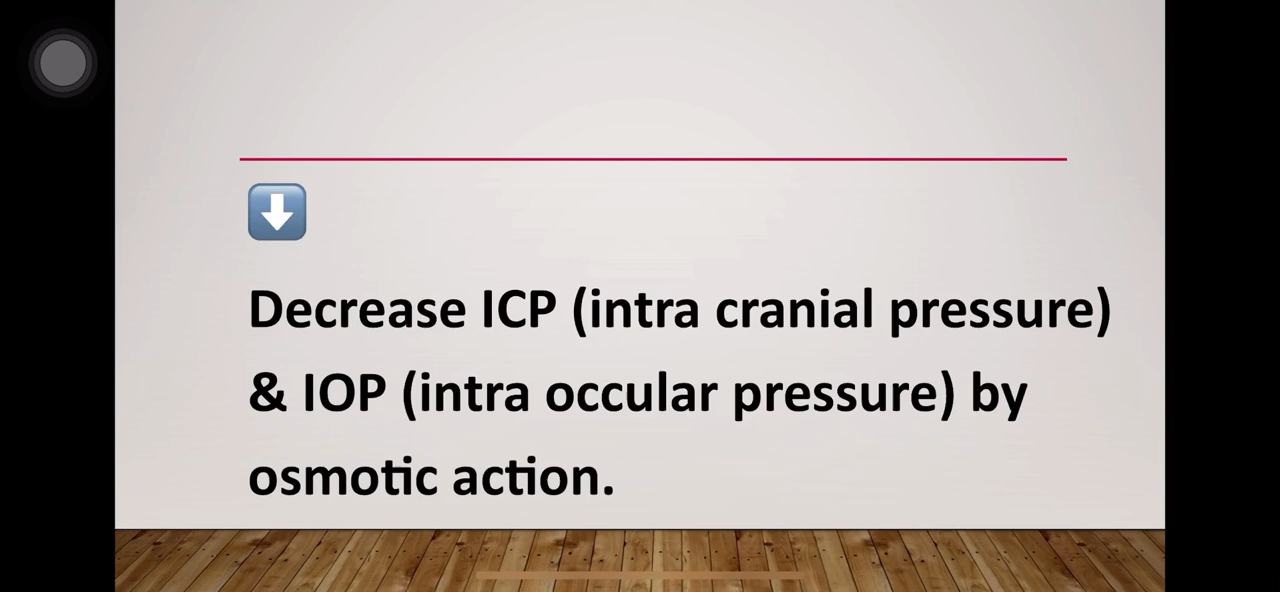 Decrease ICP (intra cranial pressure)
& IOP (intra occular pressure) by
osmotic action.